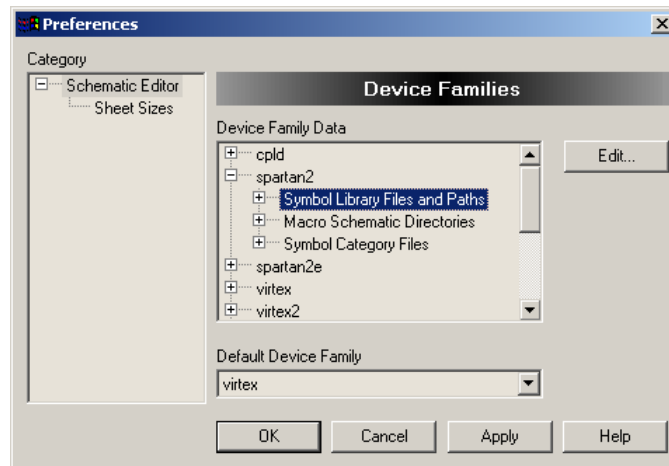 Preferences
Category
Schematic Editor
Sheet Sizes
Device Families
Device Family Data
cpld
spartan2
Symbol Library Files and Paths
Macro Schematic Directories
Symbol Category Files
spartan2e
virtex
virtex2
Edit...
Default Device Family
virtex
OK
Cancel
Apply
Help